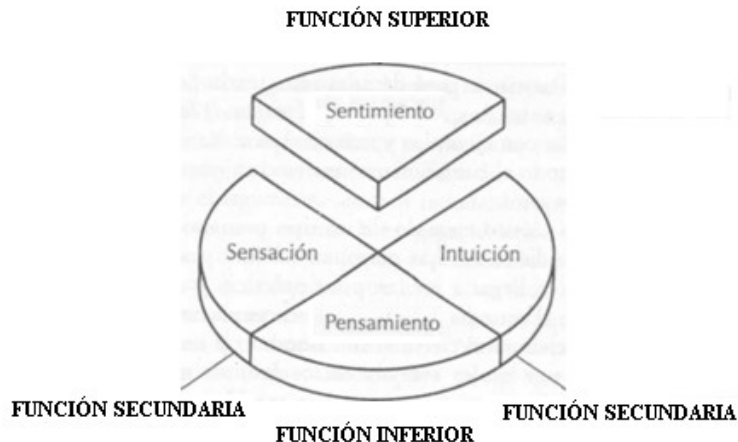 FUNCIÓN SUPERIOR
Sentimiento
Sensación
Intuición
Pensamiento
FUNCIÓN SECUNDARIA
FUNCIÓN SECUNDARIA
FUNCIÓN INFERIOR